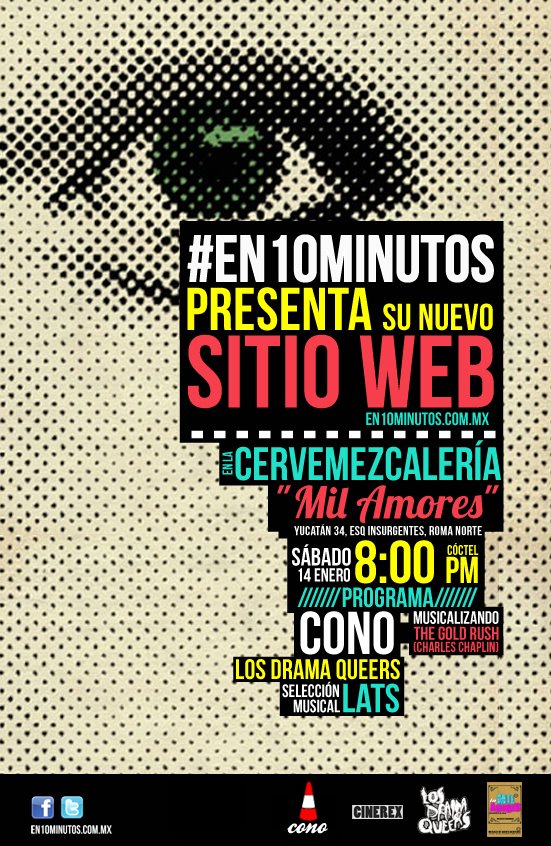 #EN10MINUTOS
PRESENTA SU NUEVO
SITIO WEB
EN10MINUTOS.COM.MX
EN LA CERVEMEZCALERÍA
"Mil Amores"
YUCATÁN 34, ESQ INSURGENTES, ROMA NORTE
SÁBADO 14 ENERO 8:00 CÓCTEL PM
///////PROGRAMA///////
CONO MUSICALIZANDO
THE GOLD RUSH
(CHARLES CHAPLIN)
LOS DRAMA QUEERS
SELECCIÓN MUSICAL LATS
EN10MINUTOS.COM.MX
cono
CINEREX
LOS DRAMA QUEERS